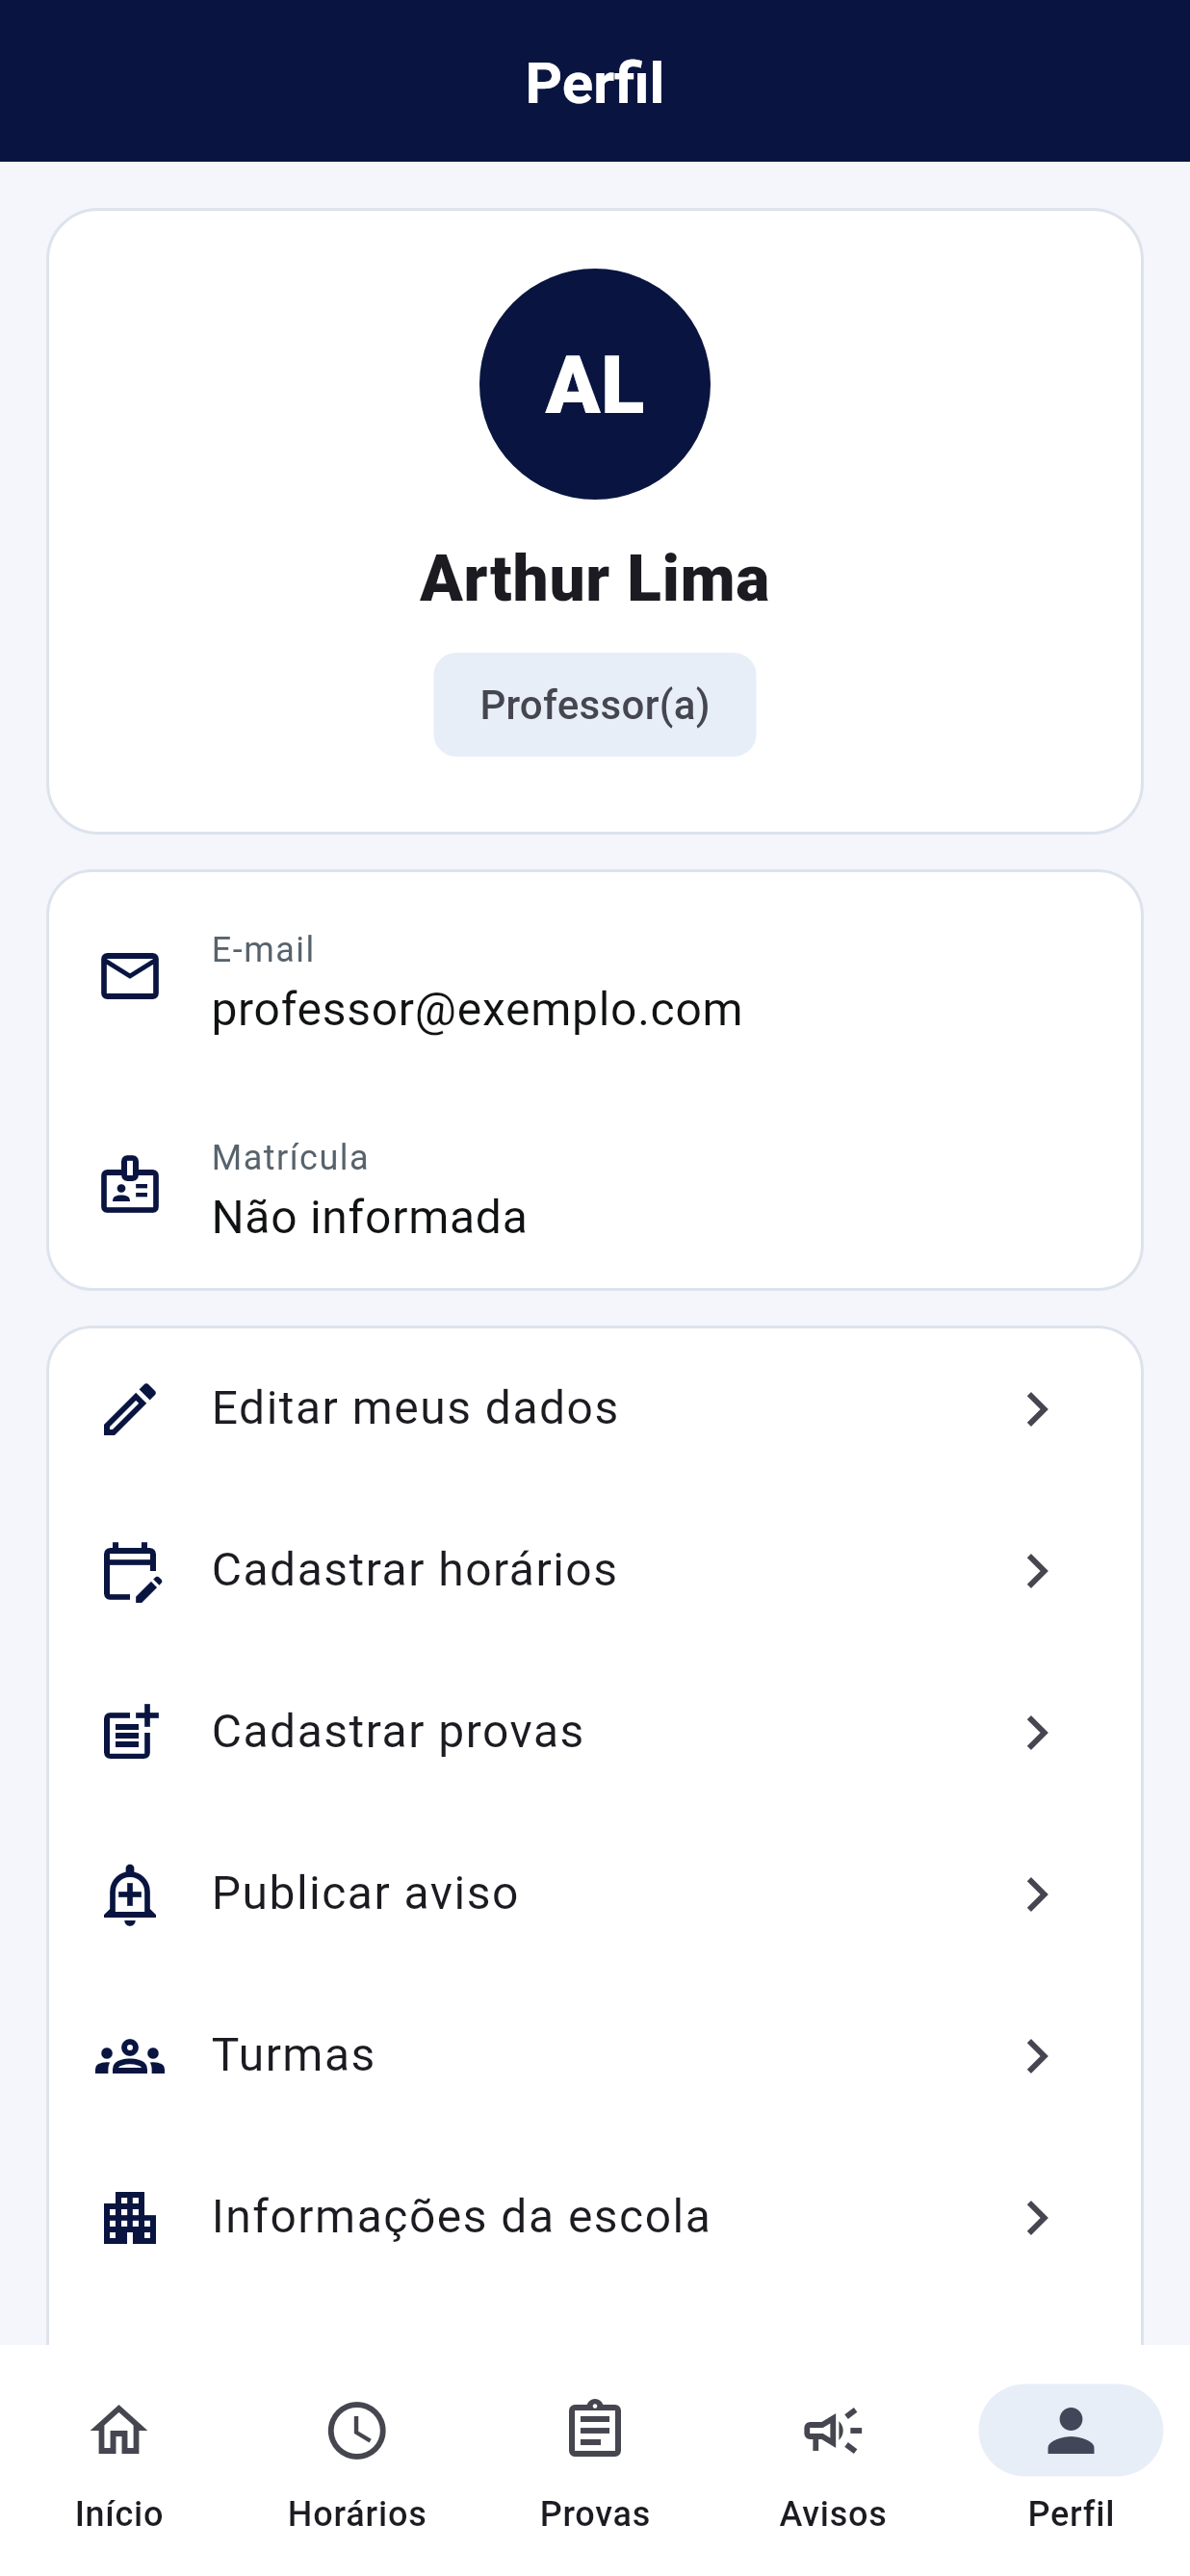 Perfil
AL
Arthur Lima
Professor(a)
E-mail
professor@exemplo.com
Matrícula
Não informada
Editar meus dados
Cadastrar horários
Cadastrar provas
Publicar aviso
Turmas
Informações da escola
Início
Horários
Provas
Avisos
Perfil